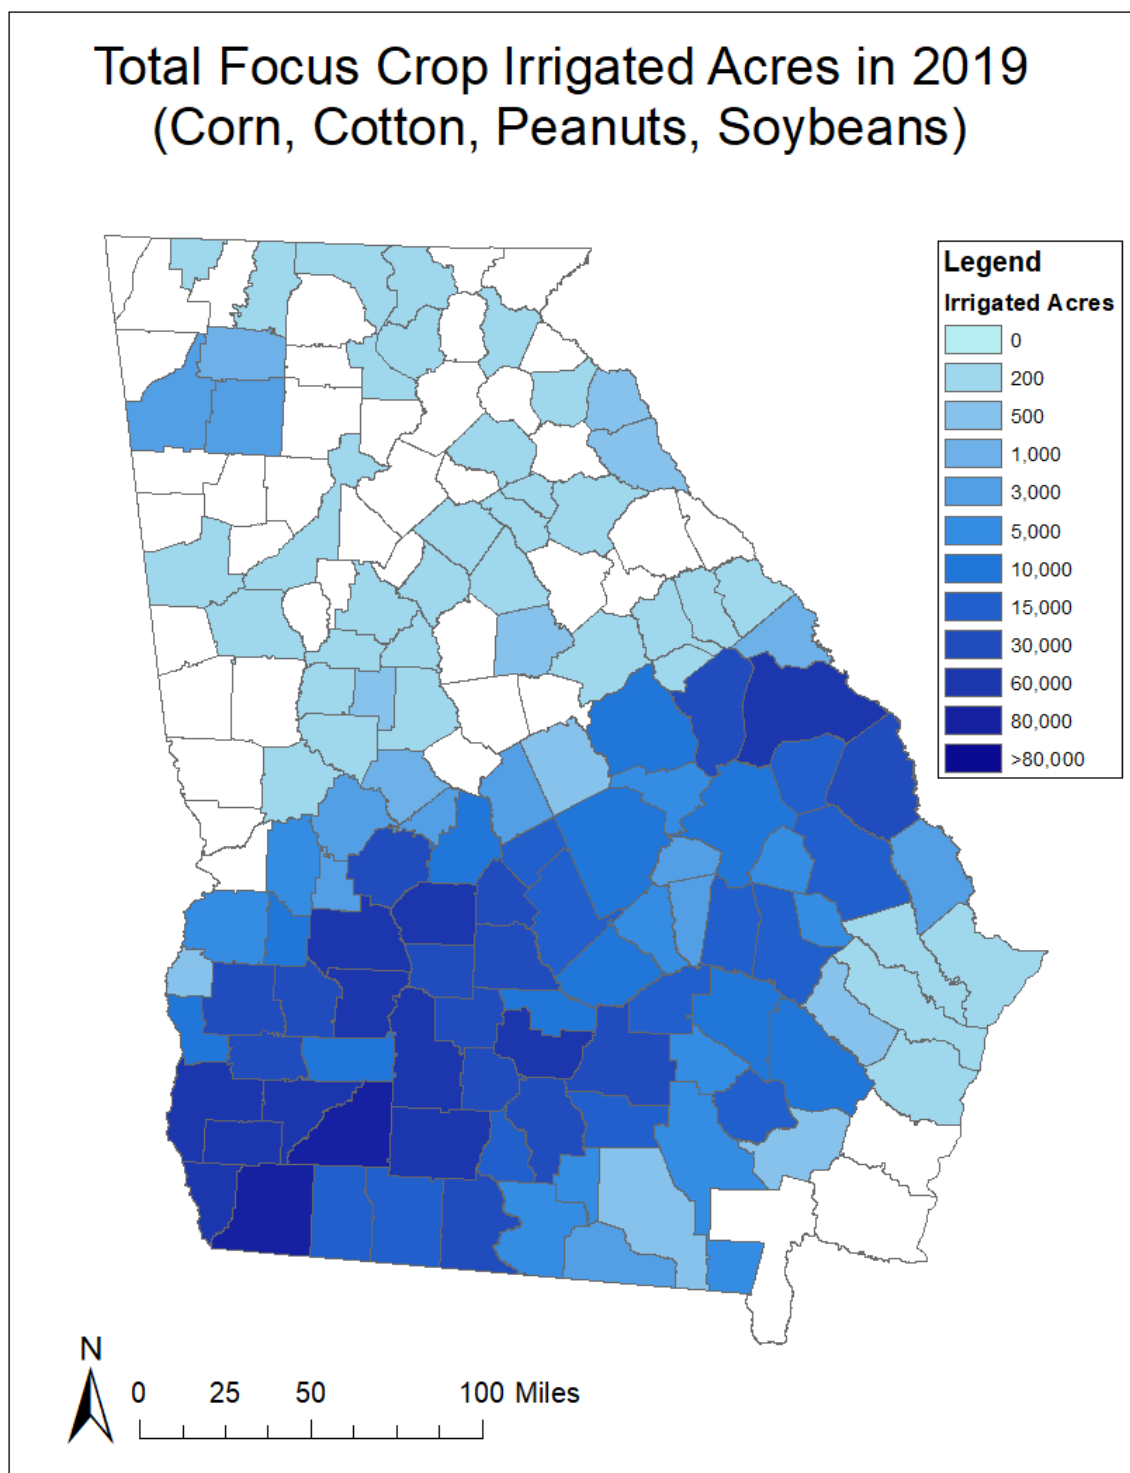 Total Focus Crop Irrigated Acres in 2019
(Corn, Cotton, Peanuts, Soybeans)
Legend
Irrigated Acres
0
200
500
1,000
3,000
5,000
10,000
15,000
30,000
60,000
80,000
>80,000
N
0 25 50 100 Miles